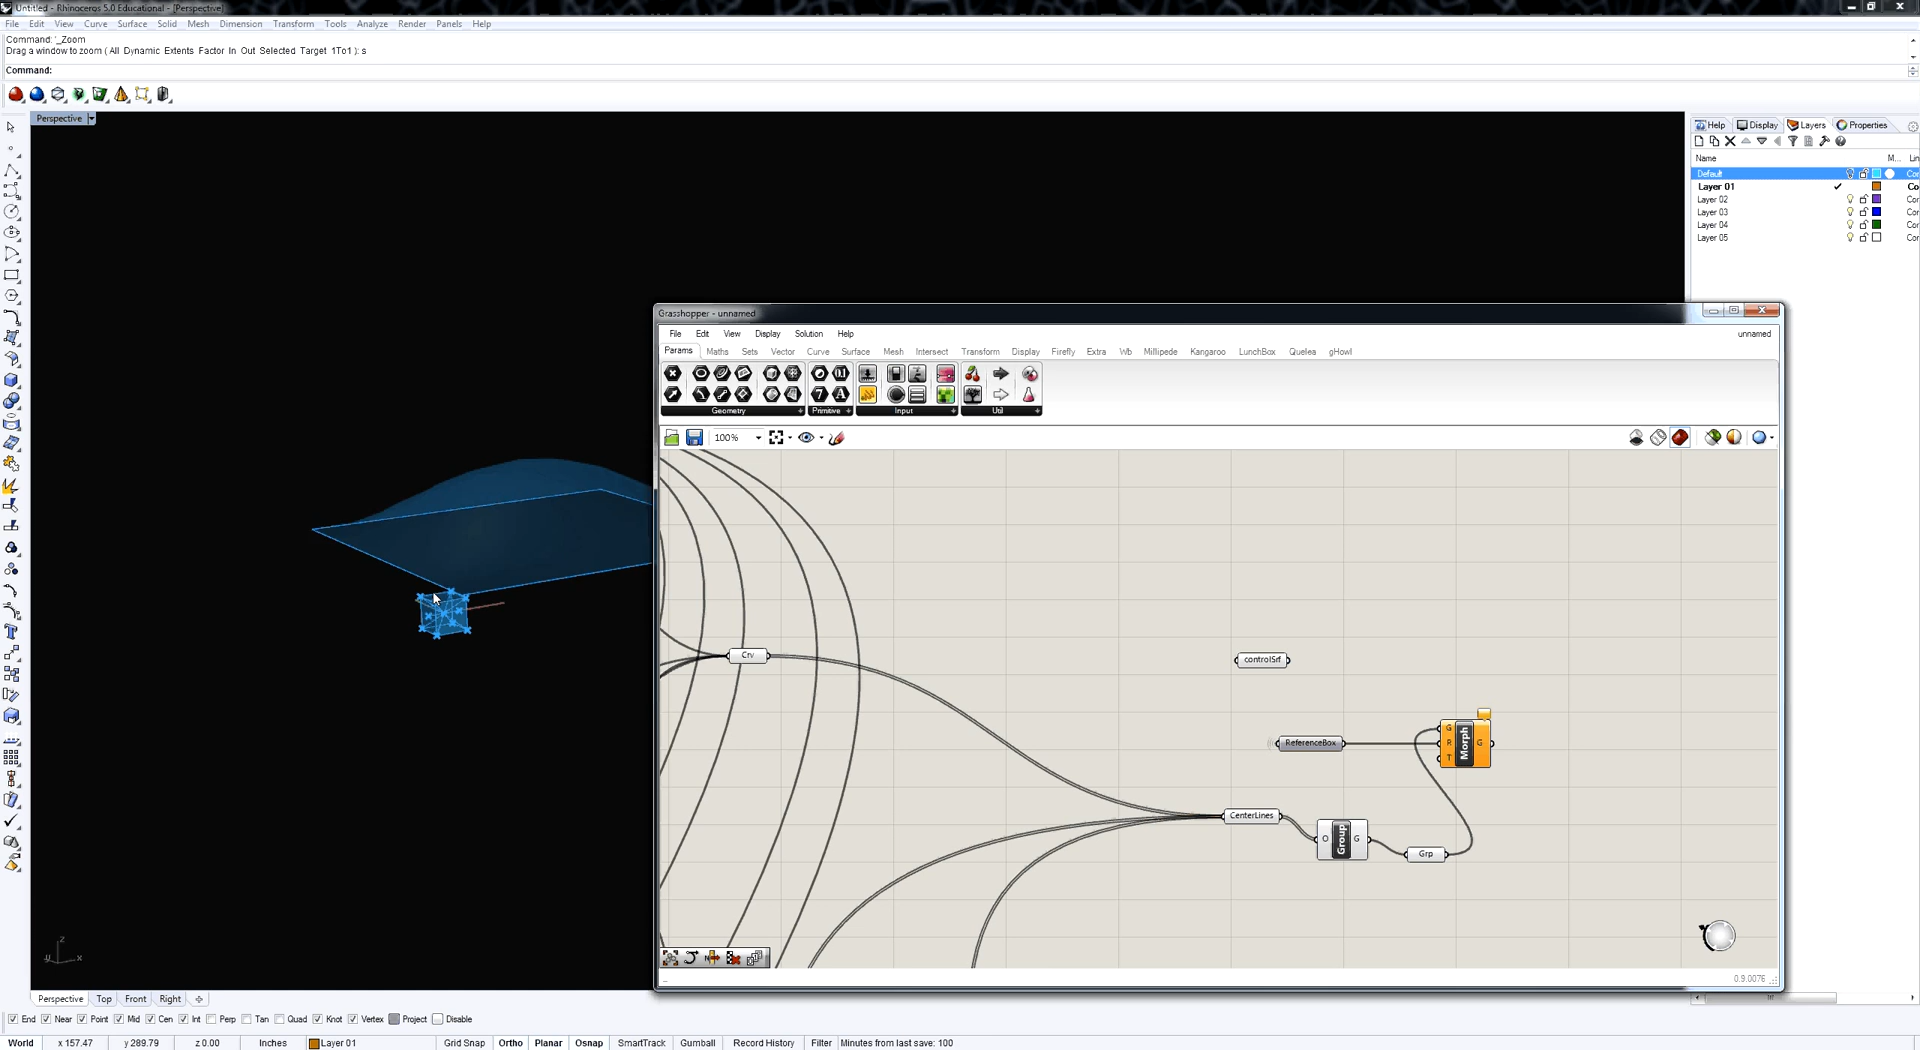 Untitled - Rhinoceros 5.0 Educational - [Perspective]
File Edit View Curve Surface Solid Mesh Dimension Transform Tools Analyze Render Panels Help
Command: '_Zoom
Drag a window to zoom ( All Dynamic Extents Factor In Out Selected Target 1To1 ): s
Command:
Perspective
Help Display Layers Properties
Name M... Lin
Default Cor
Layer 01 Co
Layer 02 Cor
Layer 03 Cor
Layer 04 Cor
Layer 05 Cor
Grasshopper - unnamed
File Edit View Display Solution Help unnamed
Params Maths Sets Vector Curve Surface Mesh Intersect Transform Display Firefly Extra Wb Millipede Kangaroo LunchBox Quelea gHowl
Geometry Primitive Input Util
100%
Crv
controlSrf
ReferenceBox
G R T Morph G
CenterLines
O Group G
Grp
0.9.0076
z
y x
Perspective Top Front Right
End Near Point Mid Cen Int Perp Tan Quad Knot Vertex Project Disable
World x 157.47 y 289.79 z 0.00 Inches Layer 01 Grid Snap Ortho Planar Osnap SmartTrack Gumball Record History Filter Minutes from last save: 100